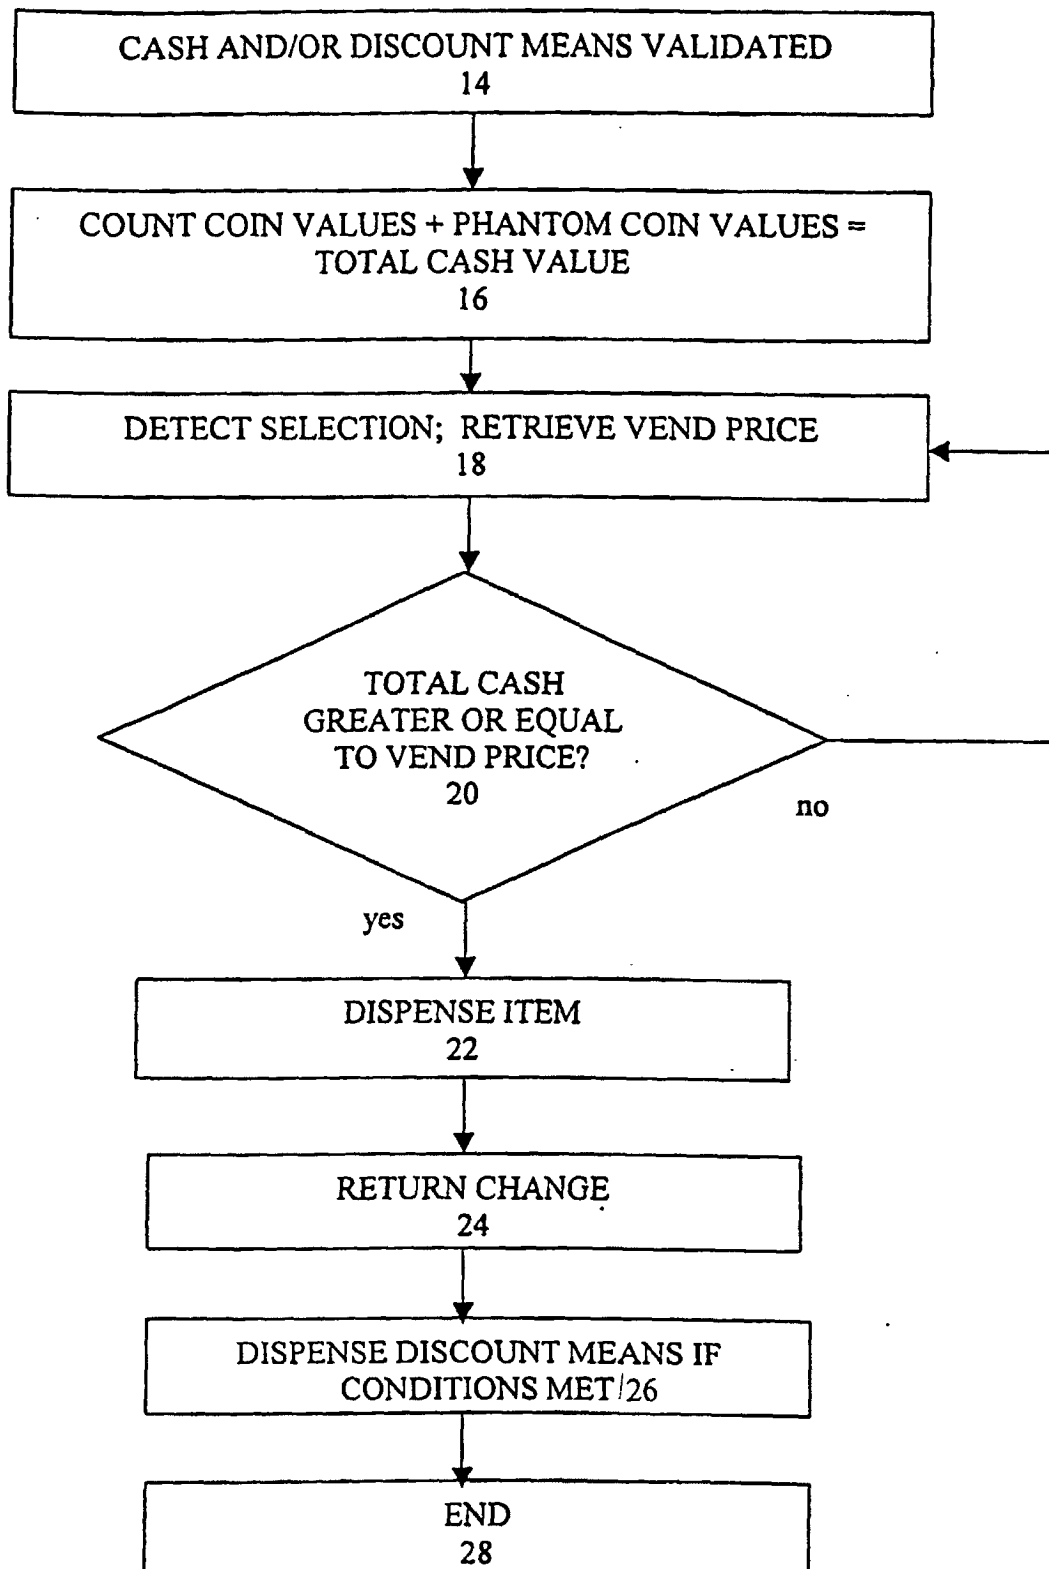 CASH AND/OR DISCOUNT MEANS VALIDATED
14
COUNT COIN VALUES + PHANTOM COIN VALUES =
TOTAL CASH VALUE
16
DETECT SELECTION; RETRIEVE VEND PRICE
18
TOTAL CASH
GREATER OR EQUAL
TO VEND PRICE?
20
no
yes
DISPENSE ITEM
22
RETURN CHANGE
24
DISPENSE DISCOUNT MEANS IF
CONDITIONS MET/26
END
28